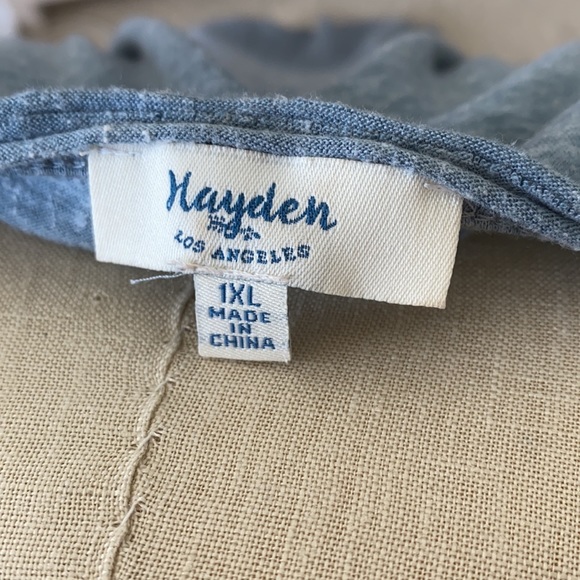 Hayden
LOS ANGELES
1XL
MADE
IN
CHINA